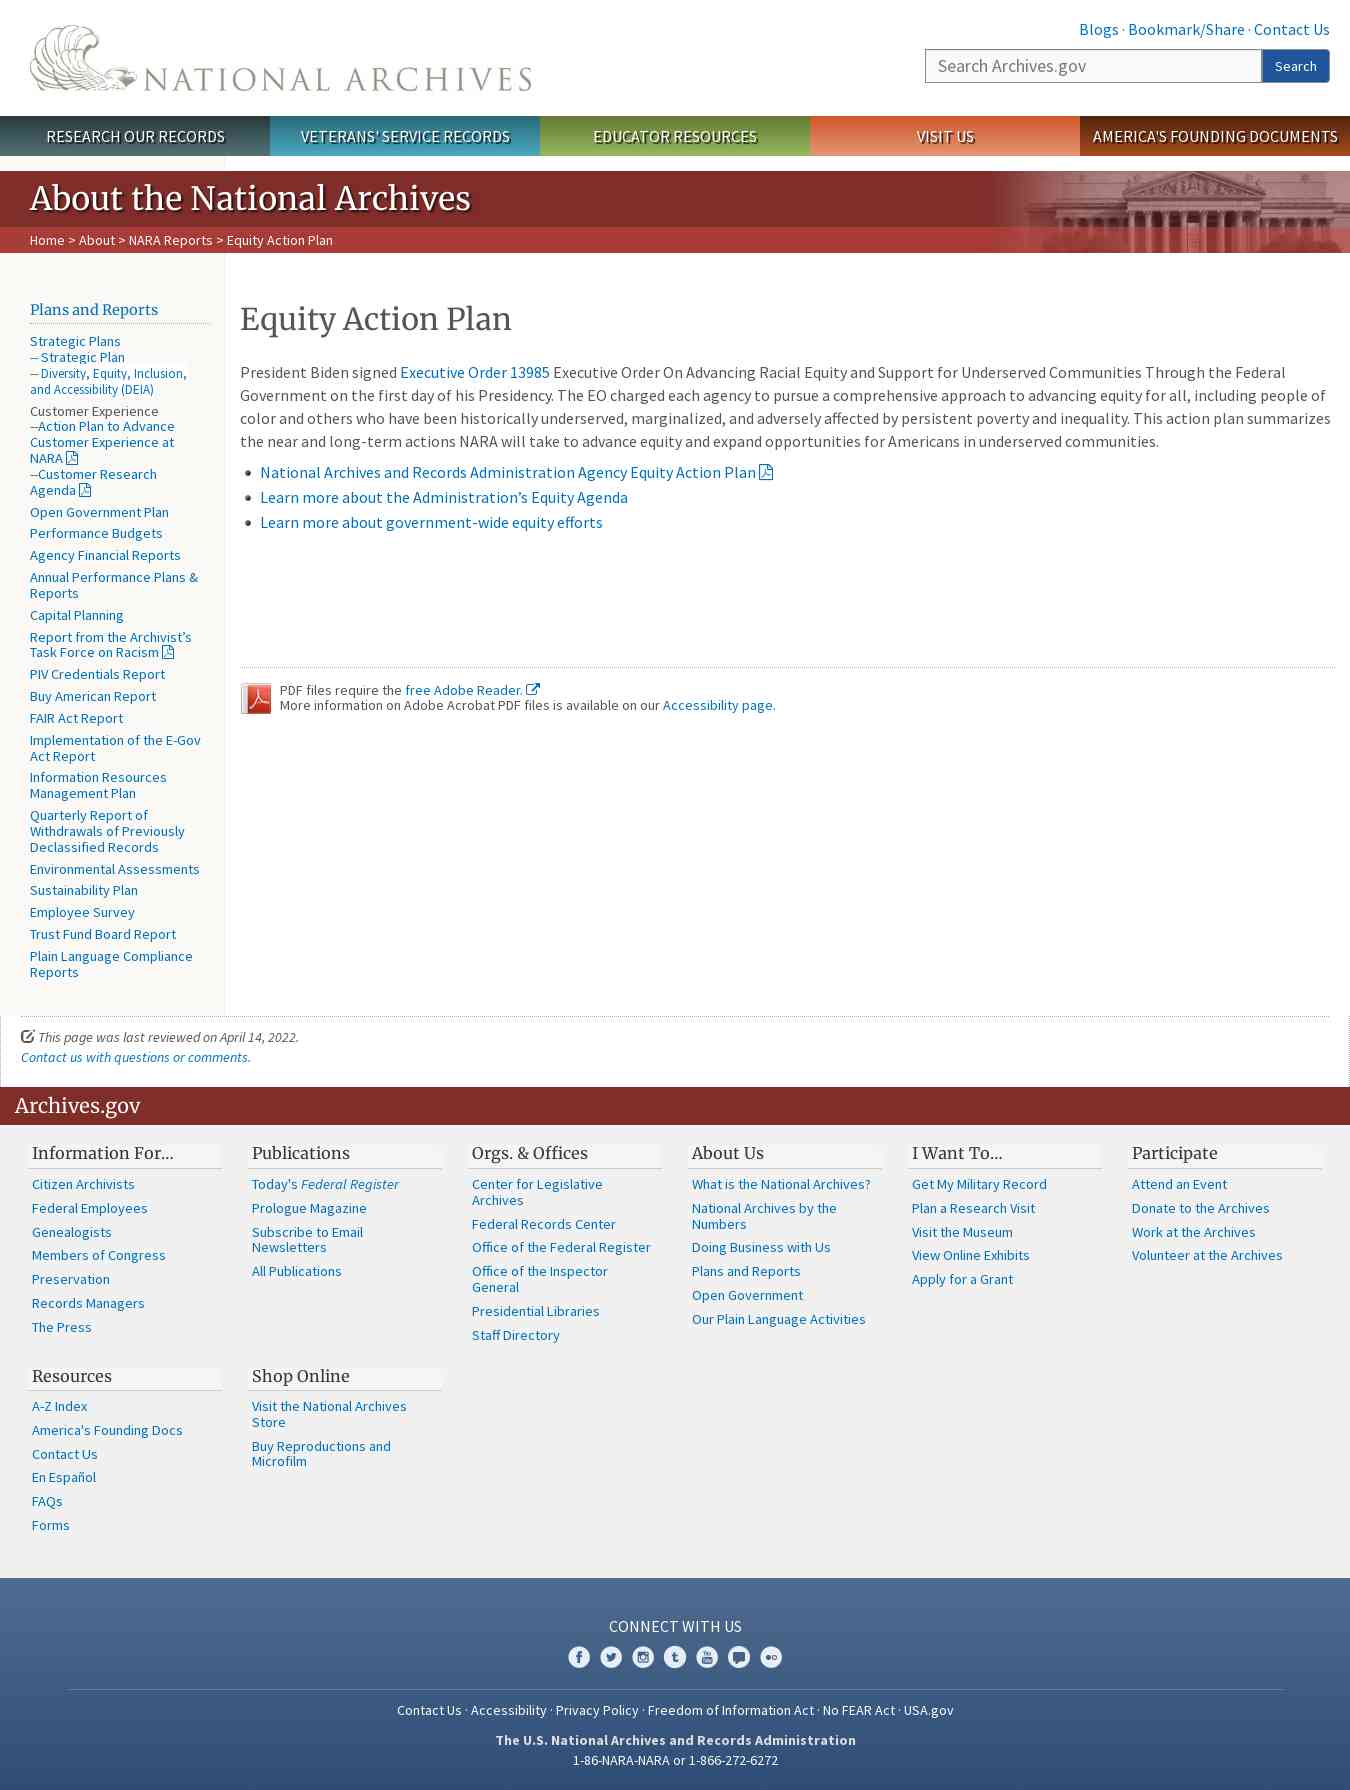 NATIONAL ARCHIVES
Blogs · Bookmark/Share · Contact Us
Search Archives.gov
Search
RESEARCH OUR RECORDS
VETERANS' SERVICE RECORDS
EDUCATOR RESOURCES
VISIT US
AMERICA'S FOUNDING DOCUMENTS
About the National Archives
Home > About > NARA Reports > Equity Action Plan
Plans and Reports
Strategic Plans
-- Strategic Plan
-- Diversity, Equity, Inclusion,
and Accessibility (DEIA)
Customer Experience
--Action Plan to Advance
Customer Experience at
NARA
--Customer Research
Agenda
Open Government Plan
Performance Budgets
Agency Financial Reports
Annual Performance Plans &
Reports
Capital Planning
Report from the Archivist’s
Task Force on Racism
PIV Credentials Report
Buy American Report
FAIR Act Report
Implementation of the E-Gov
Act Report
Information Resources
Management Plan
Quarterly Report of
Withdrawals of Previously
Declassified Records
Environmental Assessments
Sustainability Plan
Employee Survey
Trust Fund Board Report
Plain Language Compliance
Reports
Equity Action Plan
President Biden signed Executive Order 13985 Executive Order On Advancing Racial Equity and Support for Underserved Communities Through the Federal
Government on the first day of his Presidency. The EO charged each agency to pursue a comprehensive approach to advancing equity for all, including people of
color and others who have been historically underserved, marginalized, and adversely affected by persistent poverty and inequality. This action plan summarizes
the near and long-term actions NARA will take to advance equity and expand opportunities for Americans in underserved communities.
National Archives and Records Administration Agency Equity Action Plan
Learn more about the Administration’s Equity Agenda
Learn more about government-wide equity efforts
PDF files require the free Adobe Reader.
More information on Adobe Acrobat PDF files is available on our Accessibility page.
This page was last reviewed on April 14, 2022.
Contact us with questions or comments.
Archives.gov
Information For…
Citizen Archivists
Federal Employees
Genealogists
Members of Congress
Preservation
Records Managers
The Press
Publications
Today's Federal Register
Prologue Magazine
Subscribe to Email
Newsletters
All Publications
Orgs. & Offices
Center for Legislative
Archives
Federal Records Center
Office of the Federal Register
Office of the Inspector
General
Presidential Libraries
Staff Directory
About Us
What is the National Archives?
National Archives by the
Numbers
Doing Business with Us
Plans and Reports
Open Government
Our Plain Language Activities
I Want To…
Get My Military Record
Plan a Research Visit
Visit the Museum
View Online Exhibits
Apply for a Grant
Participate
Attend an Event
Donate to the Archives
Work at the Archives
Volunteer at the Archives
Resources
A-Z Index
America's Founding Docs
Contact Us
En Español
FAQs
Forms
Shop Online
Visit the National Archives
Store
Buy Reproductions and
Microfilm
CONNECT WITH US
Contact Us · Accessibility · Privacy Policy · Freedom of Information Act · No FEAR Act · USA.gov
The U.S. National Archives and Records Administration
1-86-NARA-NARA or 1-866-272-6272